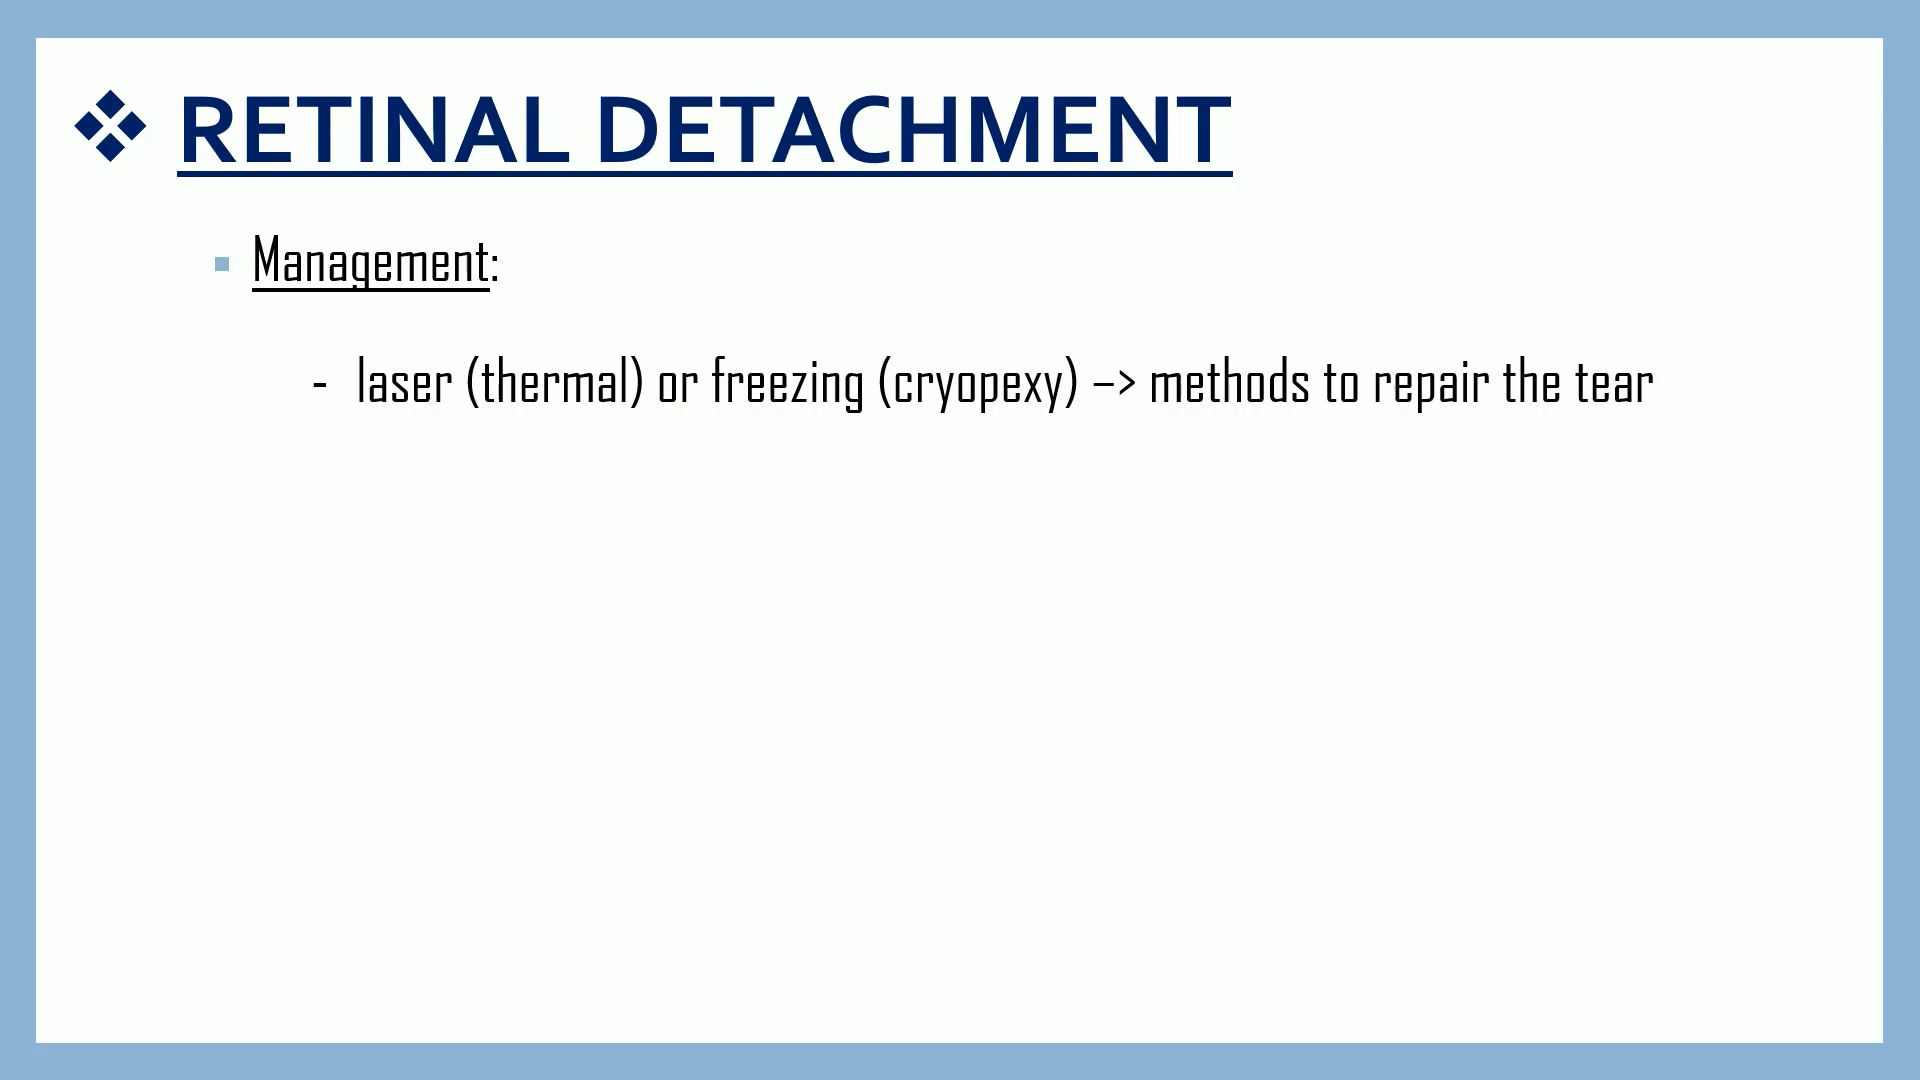 ❖ RETINAL DETACHMENT
▪ Management:
- laser (thermal) or freezing (cryopexy) –> methods to repair the tear